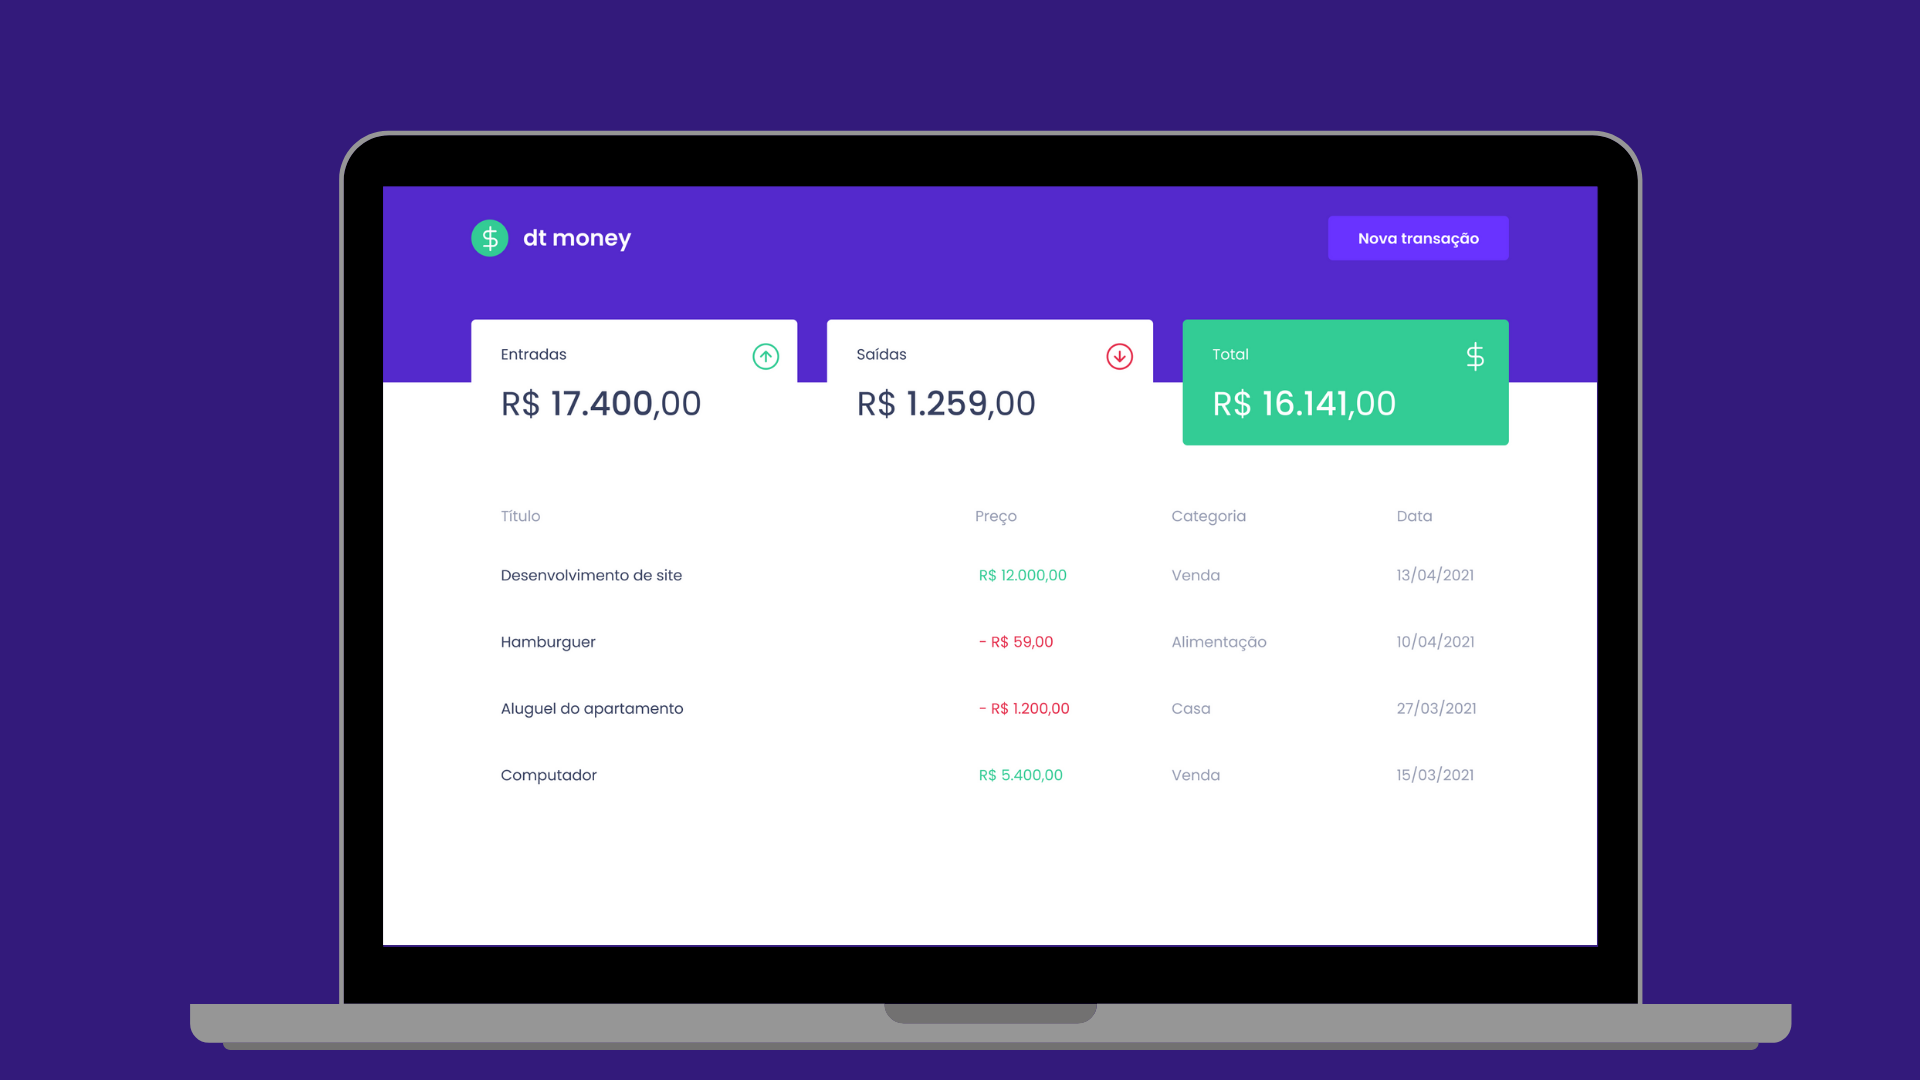 $ dt money
Nova transação
Entradas
R$ 17.400,00
Saídas
R$ 1.259,00
Total
$
R$ 16.141,00
Título Preço Categoria Data
Desenvolvimento de site R$ 12.000,00 Venda 13/04/2021
Hamburguer - R$ 59,00 Alimentação 10/04/2021
Aluguel do apartamento - R$ 1.200,00 Casa 27/03/2021
Computador R$ 5.400,00 Venda 15/03/2021